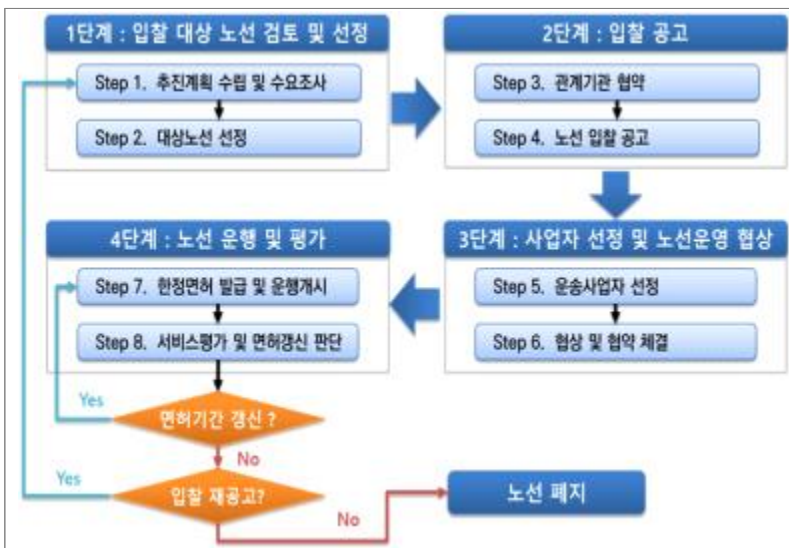 1단계 : 입찰 대상 노선 검토 및 선정
Step 1. 추진계획 수립 및 수요조사
Step 2. 대상노선 선정
2단계 : 입찰 공고
Step 3. 관계기관 협약
Step 4. 노선 입찰 공고
3단계 : 사업자 선정 및 노선운영 협상
Step 5. 운송사업자 선정
Step 6. 협상 및 협약 체결
4단계 : 노선 운행 및 평가
Step 7. 한정면허 발급 및 운행개시
Step 8. 서비스평가 및 면허갱신 판단
Yes
면허기간 갱신 ?
No
Yes
입찰 재공고?
No
노선 폐지